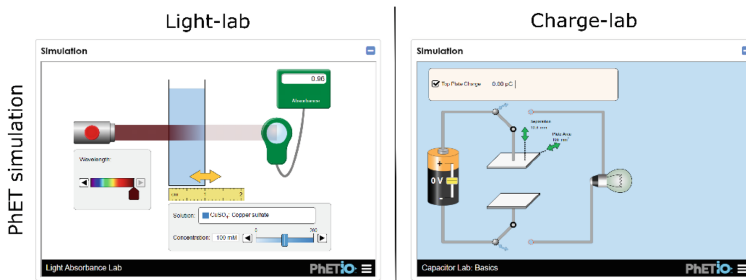 Light-lab
Charge-lab
PhET simulation
Simulation
0.96
Absorbance
Wavelength:
Solution: CuSO₄: Copper sulfate
Concentration: 100 mM
0
Light Absorbance Lab
PhET-iO
Simulation
Top Plate Charge 0.00 pC
Separation
Plate Area
+
0 V
-
Capacitor Lab: Basics
PhET-iO